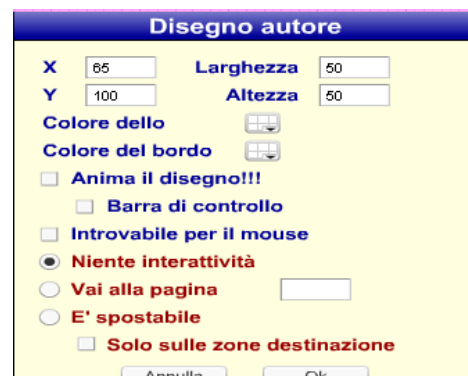 Disegno autore
X 65 Larghezza 50
Y 100 Altezza 50
Colore dello
Colore del bordo
Anima il disegno!!!
Barra di controllo
Introvabile per il mouse
Niente interattività
Vai alla pagina
E' spostabile
Solo sulle zone destinazione
Annulla Ok